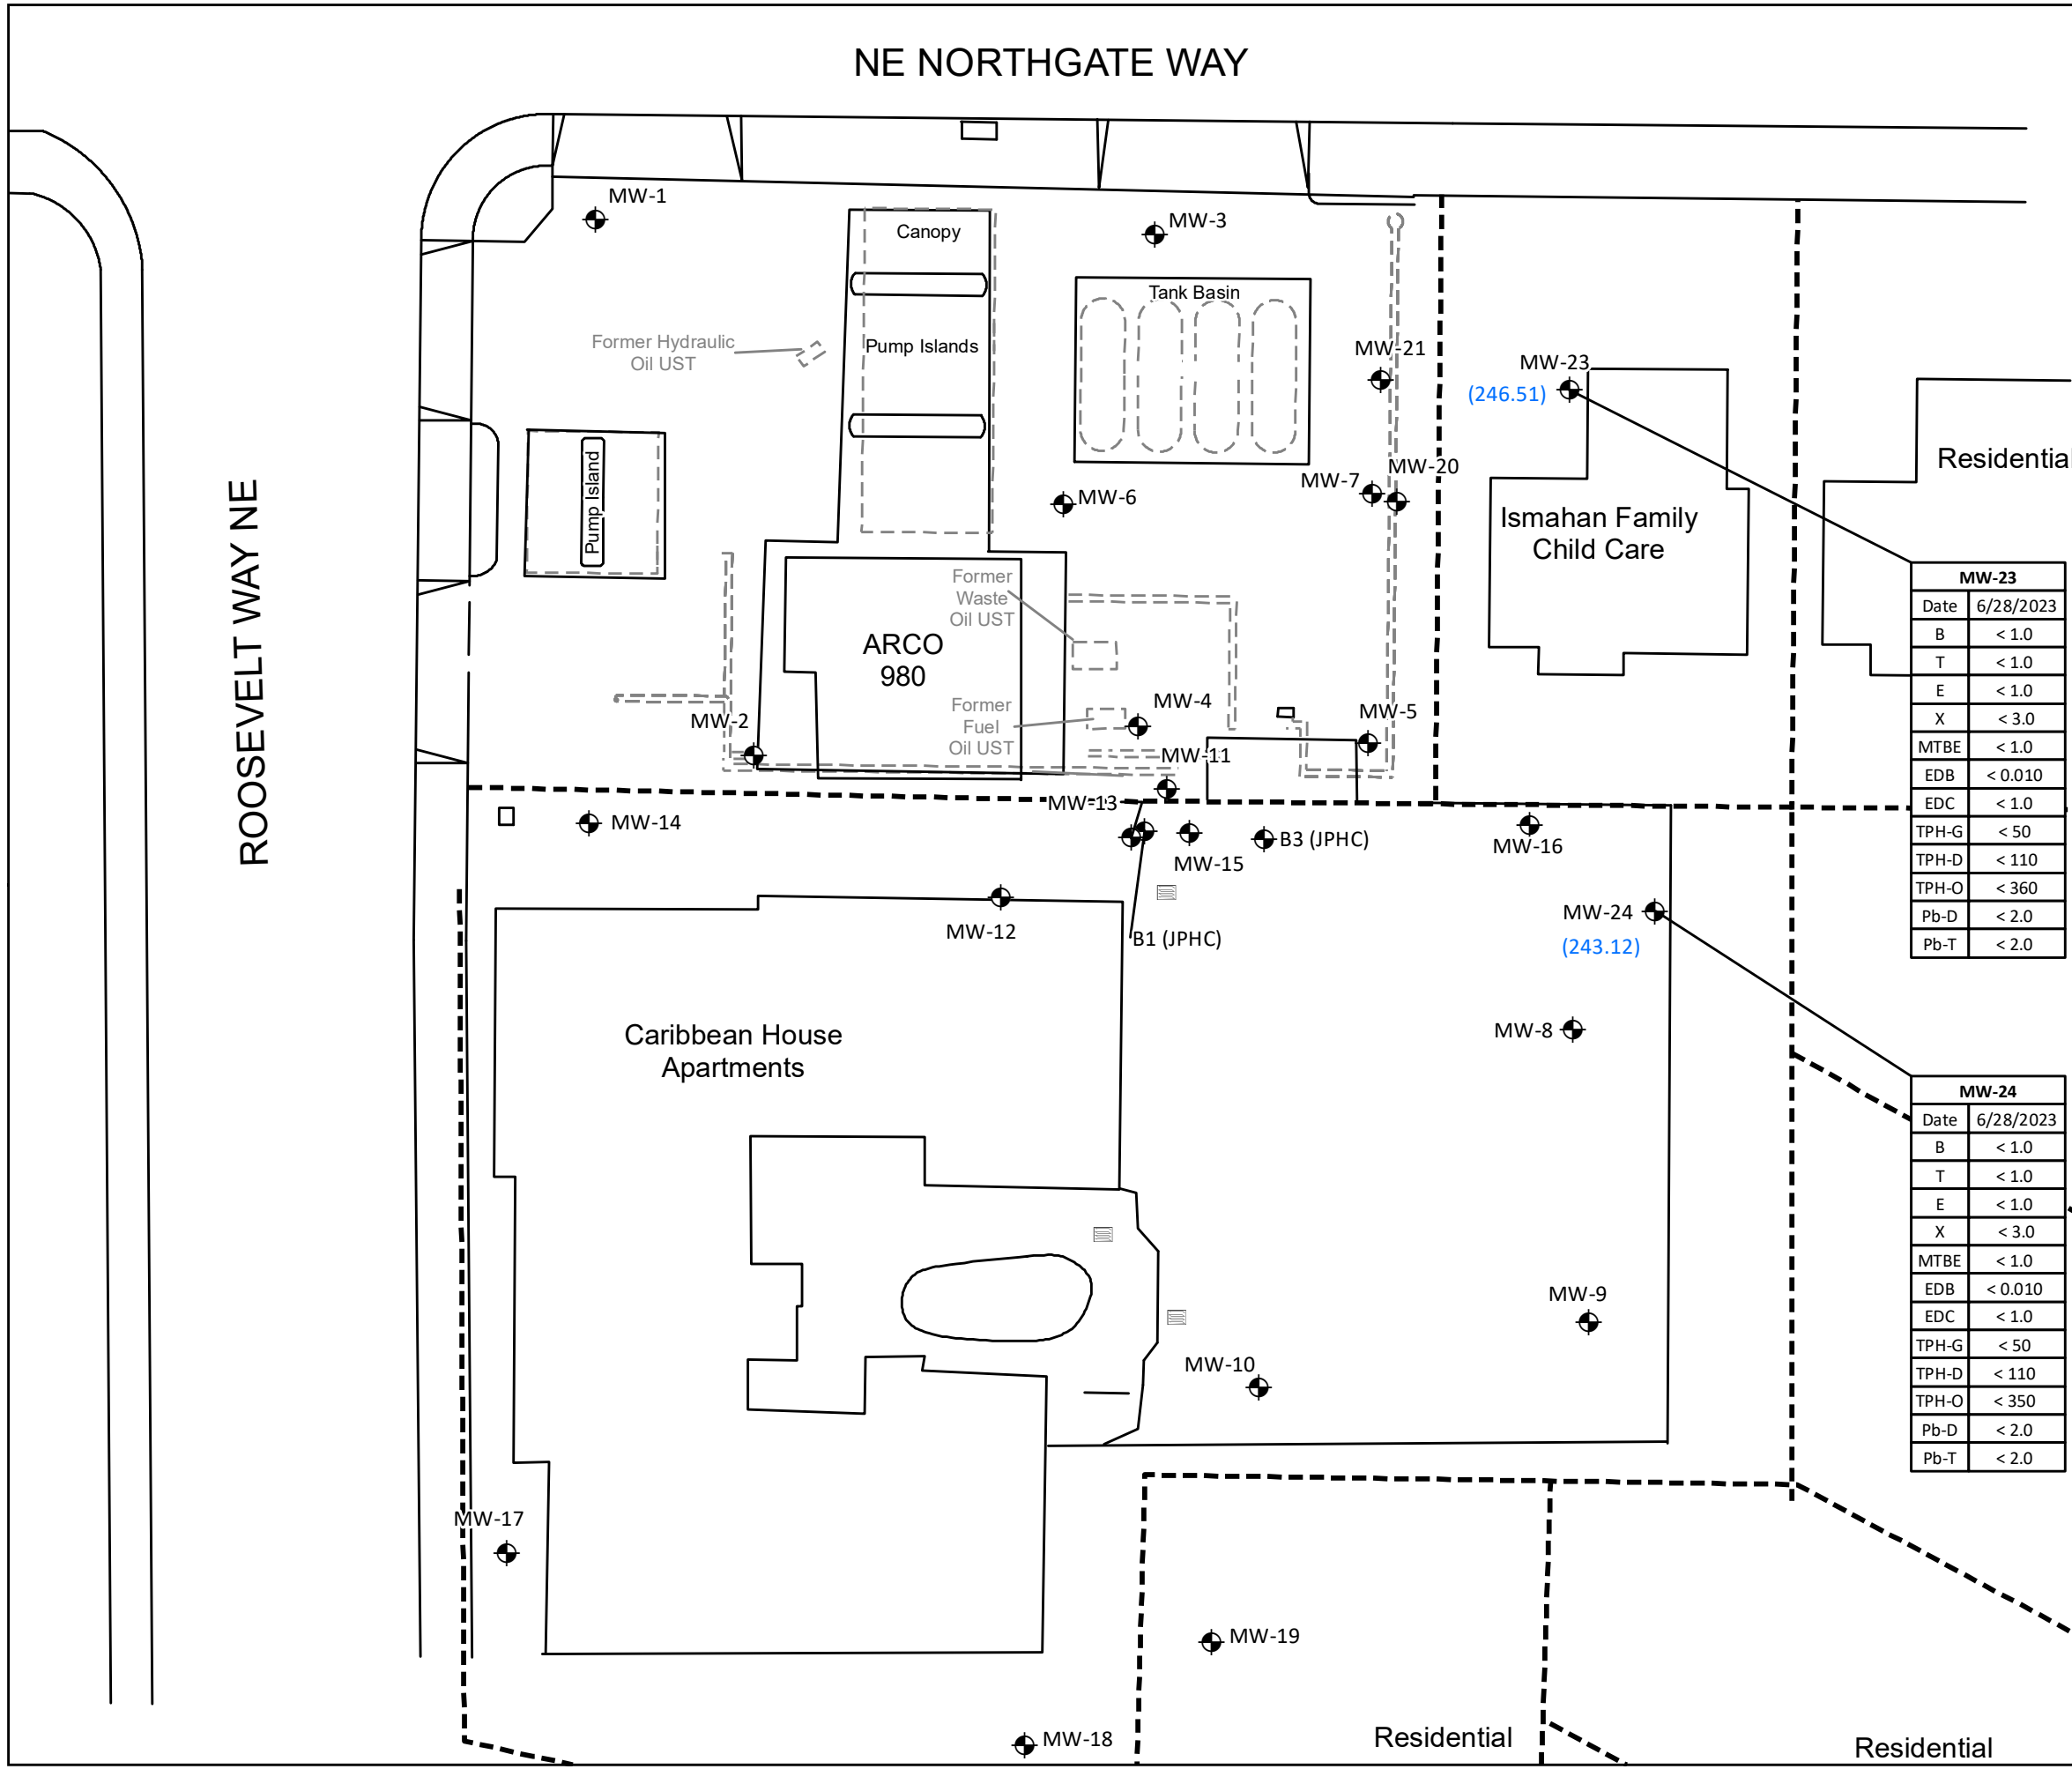 NE NORTHGATE WAY
ROOSEVELT WAY NE
MW-1
Canopy
MW-3
Tank Basin
Former Hydraulic
Oil UST
Pump Islands
MW-21
MW-23
(246.51)
Pump Island
MW-6
MW-7
MW-20
Residential
Ismahan Family
Child Care
Former
Waste
Oil UST
ARCO
980
Former
Fuel
Oil UST
MW-2
MW-4
MW-5
MW-11
MW-13
MW-14
MW-15
B3 (JPHC)
MW-16
MW-12
B1 (JPHC)
MW-24
(243.12)
MW-8
Caribbean House
Apartments
MW-9
MW-10
MW-17
MW-19
MW-18
Residential
Residential
MW-23
Date 6/28/2023
B < 1.0
T < 1.0
E < 1.0
X < 3.0
MTBE < 1.0
EDB < 0.010
EDC < 1.0
TPH-G < 50
TPH-D < 110
TPH-O < 360
Pb-D < 2.0
Pb-T < 2.0
MW-24
Date 6/28/2023
B < 1.0
T < 1.0
E < 1.0
X < 3.0
MTBE < 1.0
EDB < 0.010
EDC < 1.0
TPH-G < 50
TPH-D < 110
TPH-O < 350
Pb-D < 2.0
Pb-T < 2.0